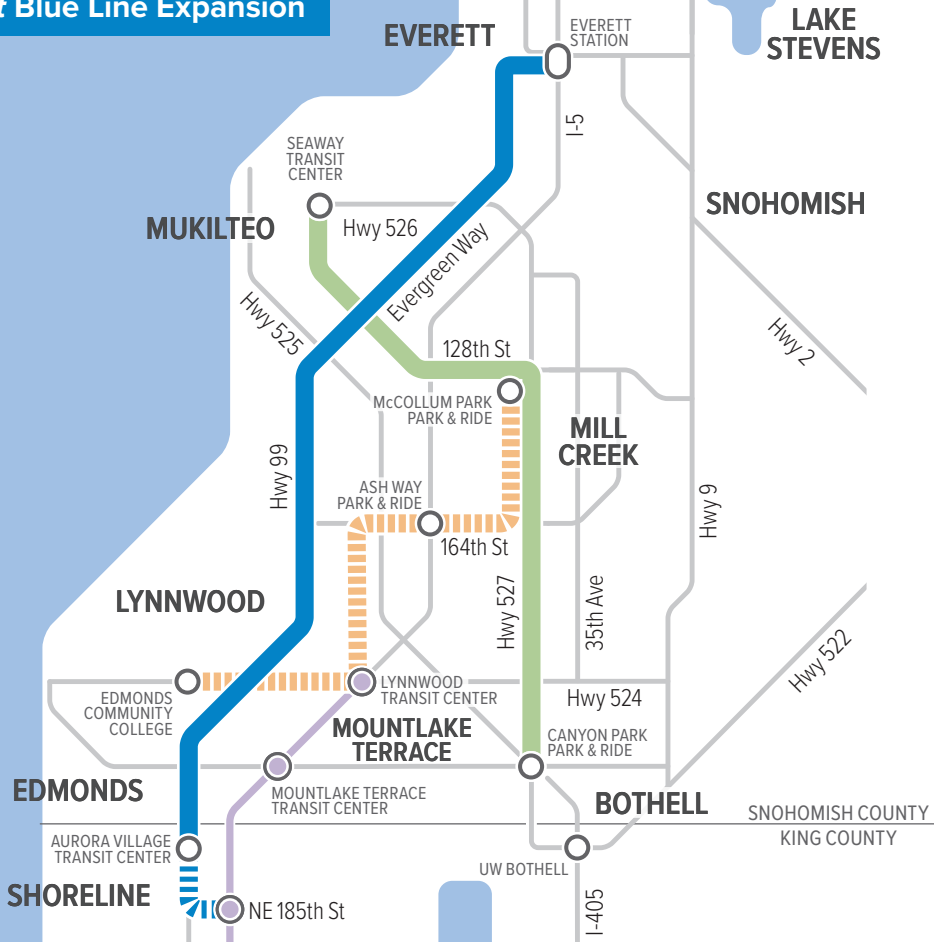 t Blue Line Expansion
EVERETT
EVERETT
STATION
LAKE
STEVENS
I-5
SEAWAY
TRANSIT
CENTER
MUKILTEO
Hwy 526
SNOHOMISH
Evergreen Way
Hwy 525
Hwy 2
128th St
McCOLLUM PARK
PARK & RIDE
MILL
CREEK
Hwy 99
ASH WAY
PARK & RIDE
Hwy 9
164th St
LYNNWOOD
Hwy 527
35th Ave
Hwy 522
EDMONDS
COMMUNITY
COLLEGE
LYNNWOOD
TRANSIT CENTER
Hwy 524
MOUNTLAKE
TERRACE
CANYON PARK
PARK & RIDE
EDMONDS
MOUNTLAKE TERRACE
TRANSIT CENTER
BOTHELL
SNOHOMISH COUNTY
KING COUNTY
AURORA VILLAGE
TRANSIT CENTER
UW BOTHELL
SHORELINE
NE 185th St
I-405